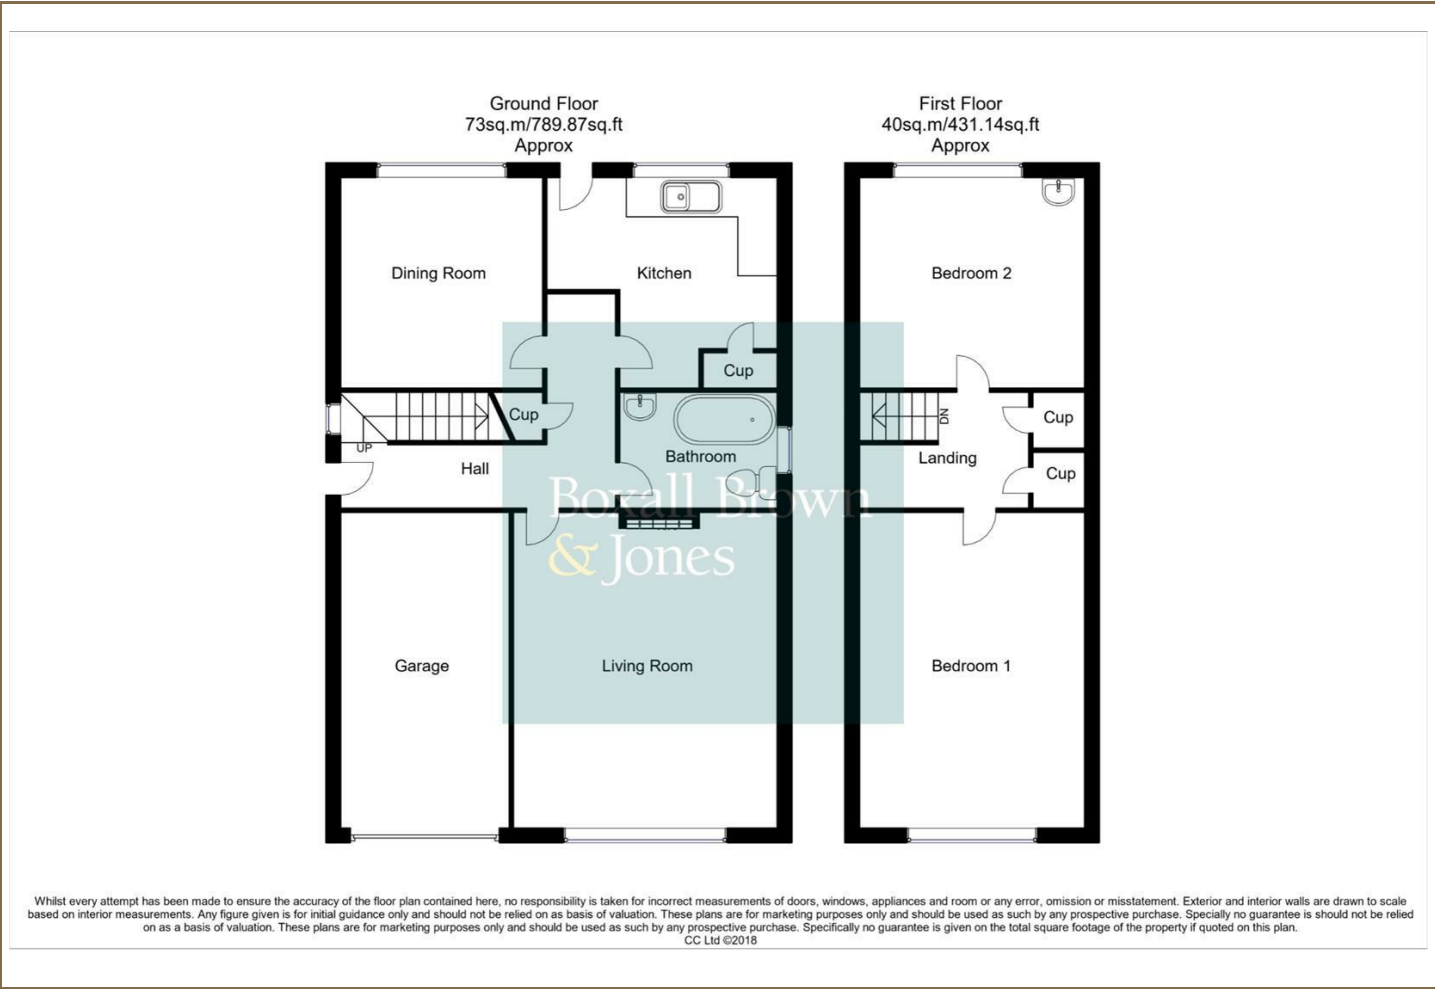 Ground Floor
73sq.m/789.87sq.ft
Approx
First Floor
40sq.m/431.14sq.ft
Approx
Dining Room
Kitchen
Bedroom 2
Cup
Cup
UP
Hall
Bathroom
DN
Cup
Landing
Cup
Boxall Brown
& Jones
Garage
Living Room
Bedroom 1
Whilst every attempt has been made to ensure the accuracy of the floor plan contained here, no responsibility is taken for incorrect measurements of doors, windows, appliances and room or any error, omission or misstatement. Exterior and interior walls are drawn to scale
based on interior measurements. Any figure given is for initial guidance only and should not be relied on as basis of valuation. These plans are for marketing purposes only and should be used as such by any prospective purchase. Specially no guarantee is should not be relied
on as a basis of valuation. These plans are for marketing purposes only and should be used as such by any prospective purchase. Specifically no guarantee is given on the total square footage of the property if quoted on this plan.
CC Ltd ©2018